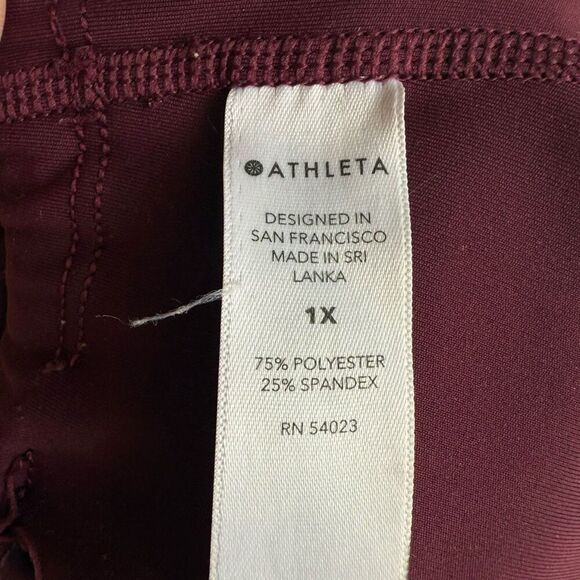 ATHLETA
DESIGNED IN
SAN FRANCISCO
MADE IN SRI
LANKA
1X
75% POLYESTER
25% SPANDEX
RN 54023